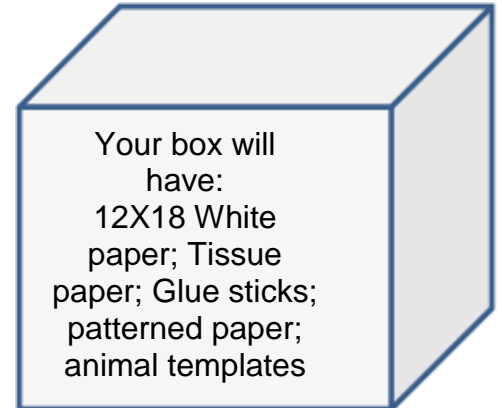 Your box will
have:
12X18 White
paper; Tissue
paper; Glue sticks;
patterned paper;
animal templates